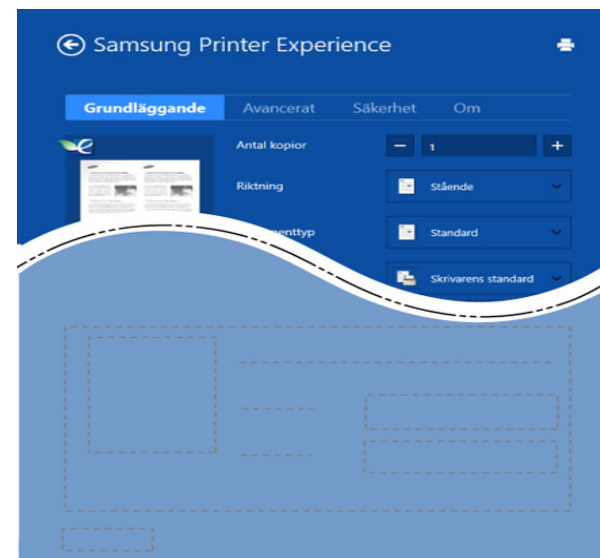 Samsung Printer Experience
Grundläggande Avancerat Säkerhet Om
Antal kopior 1
Riktning Stående
Standard
Skrivarens standard